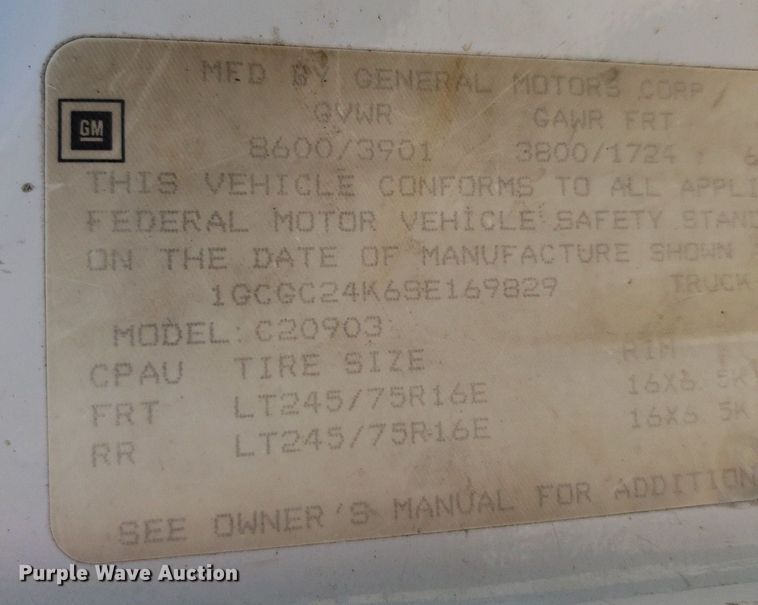 MFD BY GENERAL MOTORS CORP
GVWR GAWR FRT
8600/3901 3800/1724
GM
THIS VEHICLE CONFORMS TO ALL APPLI
FEDERAL MOTOR VEHICLE SAFETY STAND
ON THE DATE OF MANUFACTURE SHOWN
1GCGC24K6SE169829 TRUCK
MODEL: C20903
CPAU TIRE SIZE RIM
FRT LT245/75R16E 16X6.5K
RR LT245/75R16E 16X6.5K
SEE OWNER'S MANUAL FOR ADDITION
Purple Wave Auction